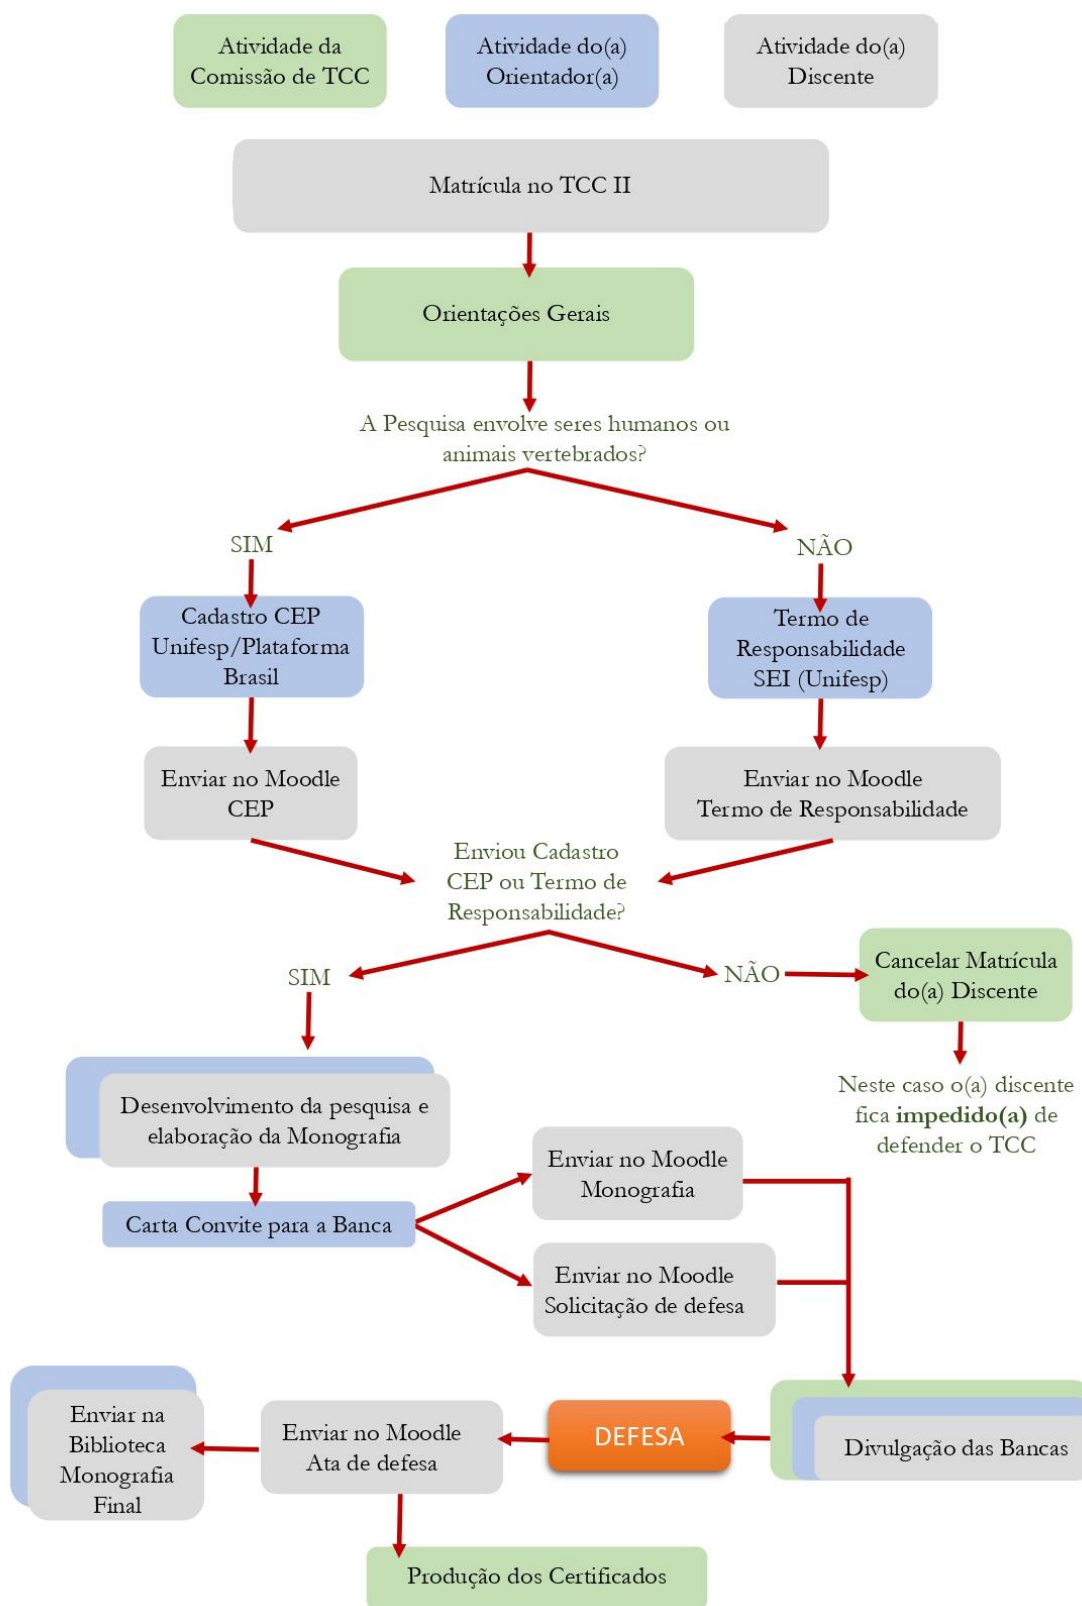 Atividade da
Comissão de TCC
Atividade do(a)
Orientador(a)
Atividade do(a)
Discente
Matrícula no TCC II
Orientações Gerais
A Pesquisa envolve seres humanos ou
animais vertebrados?
SIM
NÃO
Cadastro CEP
Unifesp/Plataforma
Brasil
Termo de
Responsabilidade
SEI (Unifesp)
Enviar no Moodle
CEP
Enviar no Moodle
Termo de Responsabilidade
Enviou Cadastro
CEP ou Termo de
Responsabilidade?
SIM
NÃO
Cancelar Matrícula
do(a) Discente
Neste caso o(a) discente
fica impedido(a) de
defender o TCC
Desenvolvimento da pesquisa e
elaboração da Monografia
Carta Convite para a Banca
Enviar no Moodle
Monografia
Enviar no Moodle
Solicitação de defesa
Divulgação das Bancas
DEFESA
Enviar no Moodle
Ata de defesa
Enviar na
Biblioteca
Monografia
Final
Produção dos Certificados